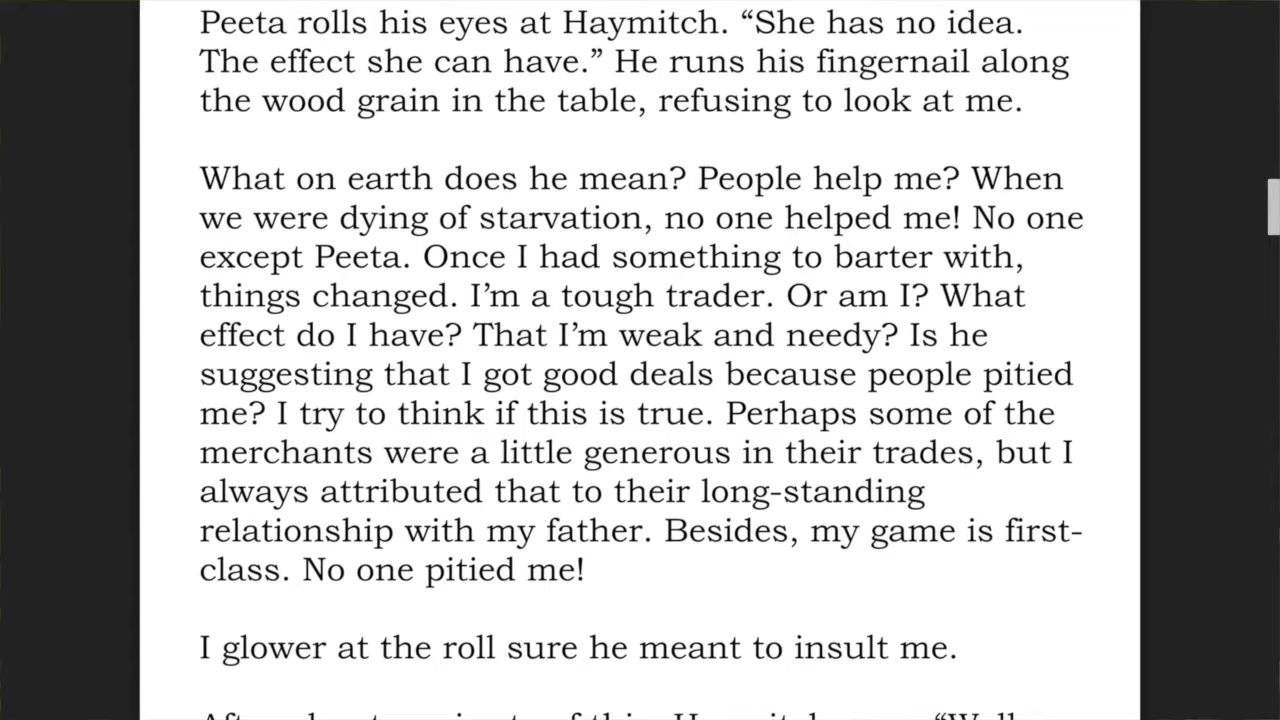 Peeta rolls his eyes at Haymitch. “She has no idea.
The effect she can have.” He runs his fingernail along
the wood grain in the table, refusing to look at me.
What on earth does he mean? People help me? When
we were dying of starvation, no one helped me! No one
except Peeta. Once I had something to barter with,
things changed. I’m a tough trader. Or am I? What
effect do I have? That I’m weak and needy? Is he
suggesting that I got good deals because people pitied
me? I try to think if this is true. Perhaps some of the
merchants were a little generous in their trades, but I
always attributed that to their long-standing
relationship with my father. Besides, my game is first-
class. No one pitied me!
I glower at the roll sure he meant to insult me.